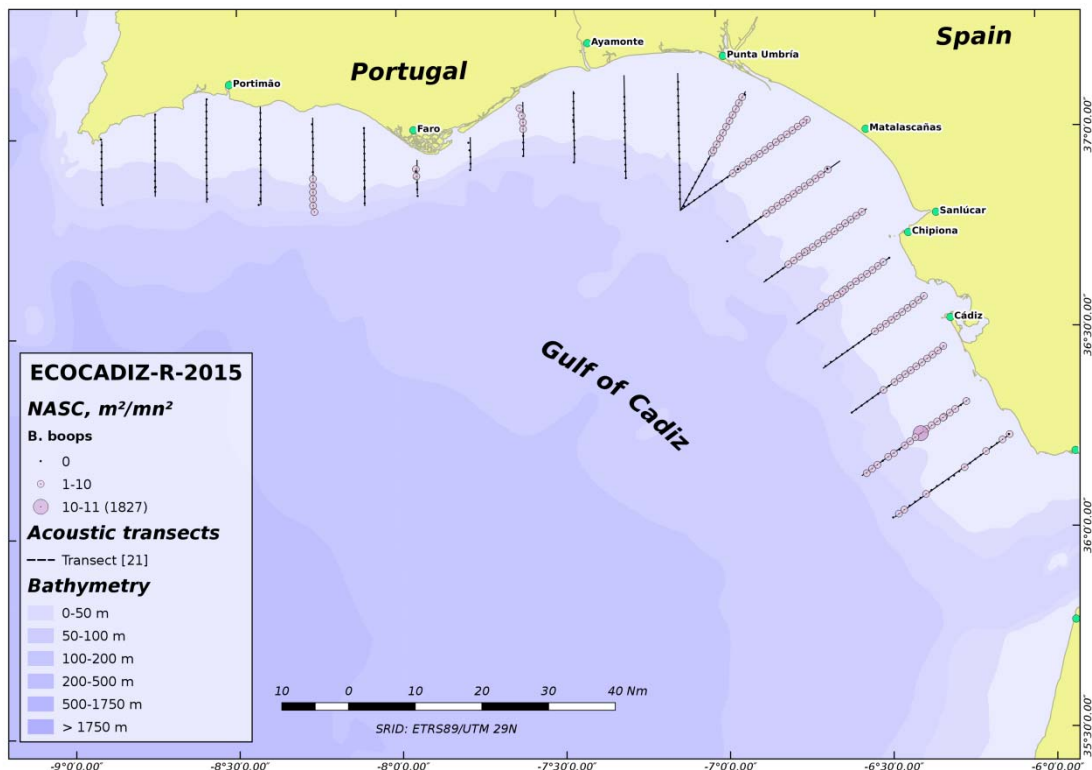 Spain
Ayamonte
Punta Umbría
Portugal
Portimão
Faro
Matalascañas
Sanlúcar
Chipiona
Cádiz
Gulf of Cadiz
ECOCADIZ-R-2015
NASC, m²/mn²
B. boops
0
1-10
10-11 (1827)
Acoustic transects
Transect [21]
Bathymetry
0-50 m
50-100 m
100-200 m
200-500 m
500-1750 m
> 1750 m
10 0 10 20 30 40 Nm
SRID: ETRS89/UTM 29N
37°0'0.00"
36°30'0.00"
36°0'0.00"
35°30'0.00"
-9°0'0.00" -8°30'0.00" -8°0'0.00" -7°30'0.00" -7°0'0.00" -6°30'0.00" -6°0'0.00"